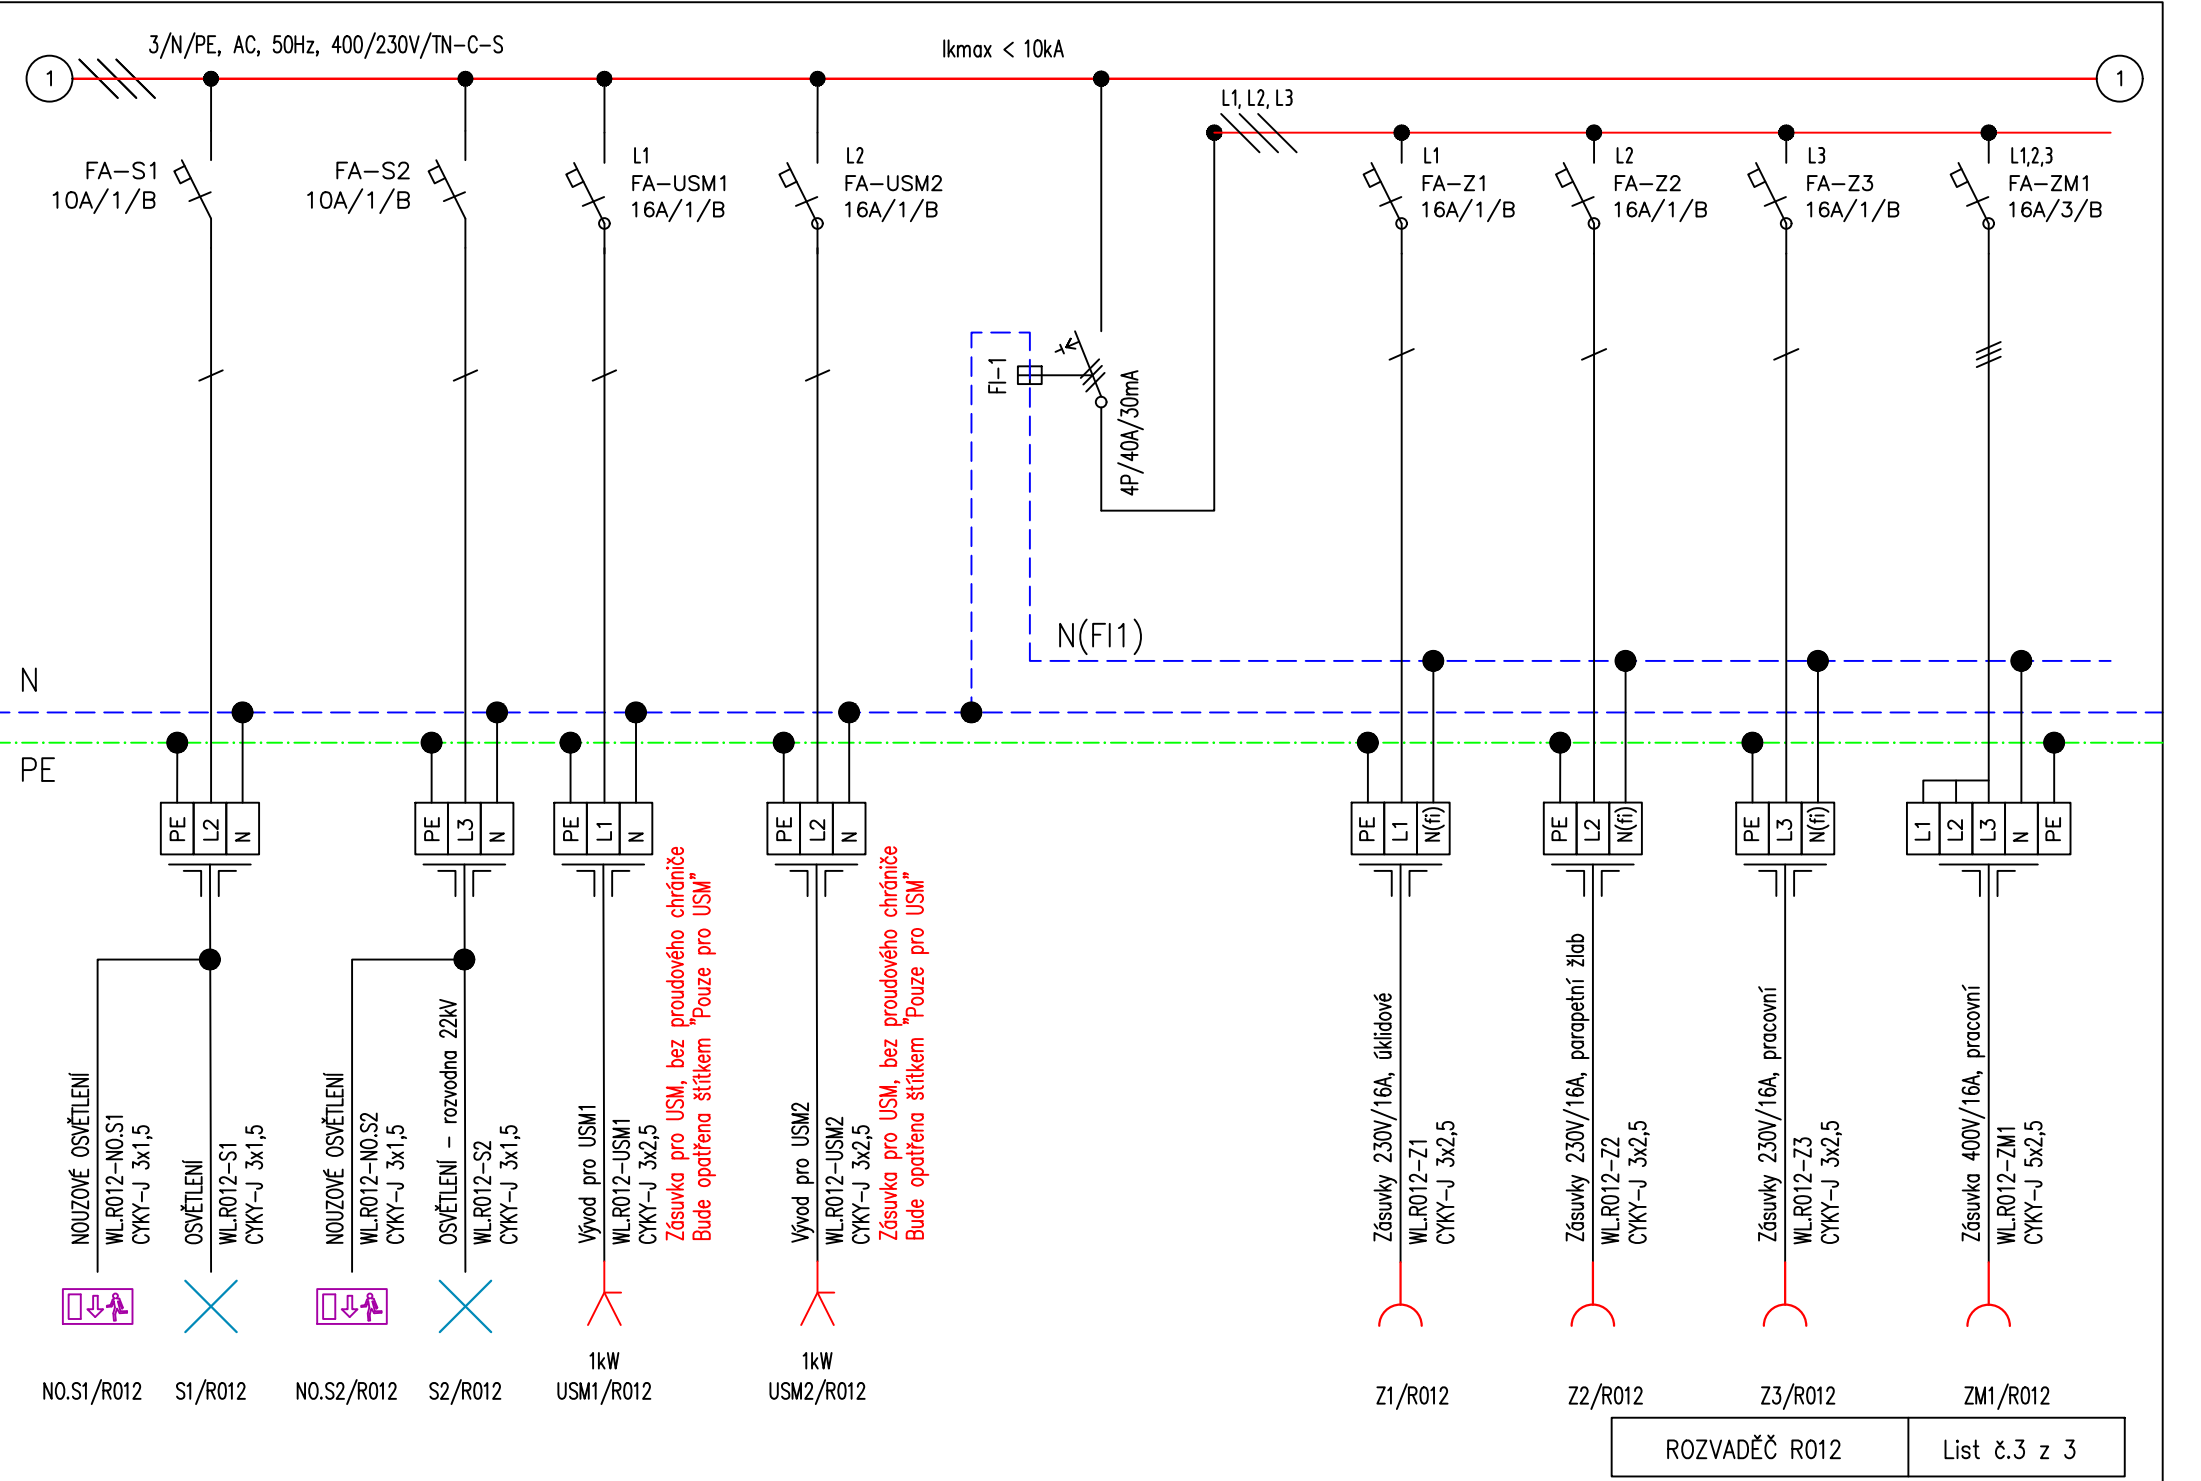 3/N/PE, AC, 50Hz, 400/230V/TN-C-S
Ikmax < 10kA
1
1
L1, L2, L3
FA-S1
10A/1/B
FA-S2
10A/1/B
L1
FA-USM1
16A/1/B
L2
FA-USM2
16A/1/B
L1
FA-Z1
16A/1/B
L2
FA-Z2
16A/1/B
L3
FA-Z3
16A/1/B
L1,2,3
FA-ZM1
16A/3/B
FI-1
4P/40A/30mA
N(FI1)
N
PE
PE L2 N
PE L3 N
PE L1 N
PE L2 N
PE L1 N(fi)
PE L2 N(fi)
PE L3 N(fi)
L1 L2 L3 N PE
NOUZOVÉ OSVĚTLENÍ
WL.R012-NO.S1
CYKY-J 3x1,5
OSVĚTLENÍ
WL.R012-S1
CYKY-J 3x1,5
NOUZOVÉ OSVĚTLENÍ
WL.R012-NO.S2
CYKY-J 3x1,5
OSVĚTLENÍ - rozvodna 22kV
WL.R012-S2
CYKY-J 3x1,5
Vývod pro USM1
WL.R012-USM1
CYKY-J 3x2,5
Zásuvka pro USM, bez proudového chrániče
Bude opatřena štítkem "Pouze pro USM"
Vývod pro USM2
WL.R012-USM2
CYKY-J 3x2,5
Zásuvka pro USM, bez proudového chrániče
Bude opatřena štítkem "Pouze pro USM"
Zásuvky 230V/16A, úklidové
WL.R012-Z1
CYKY-J 3x2,5
Zásuvky 230V/16A, parapetní žlab
WL.R012-Z2
CYKY-J 3x2,5
Zásuvky 230V/16A, pracovní
WL.R012-Z3
CYKY-J 3x2,5
Zásuvka 400V/16A, pracovní
WL.R012-ZM1
CYKY-J 5x2,5
NO.S1/R012
S1/R012
NO.S2/R012
S2/R012
1kW
USM1/R012
1kW
USM2/R012
Z1/R012
Z2/R012
Z3/R012
ZM1/R012
ROZVADĚČ R012
List č.3 z 3